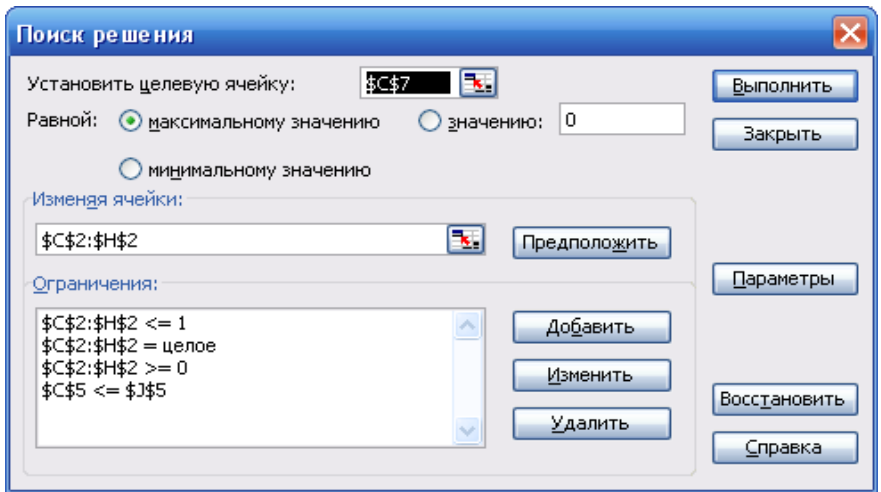 Поиск решения
Установить целевую ячейку: $C$7
Выполнить
Равной: максимальному значению значению: 0
Закрыть
минимальному значению
Изменяя ячейки:
$C$2:$H$2
Предположить
Параметры
Ограничения:
$C$2:$H$2 <= 1
$C$2:$H$2 = целое
$C$2:$H$2 >= 0
$C$5 <= $J$5
Добавить
Изменить
Удалить
Восстановить
Справка